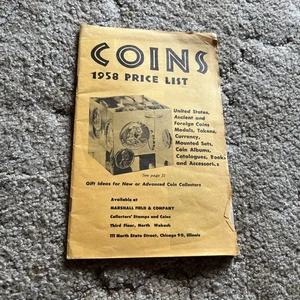 COINS
1958 PRICE LIST
United States,
Ancient and
Foreign Coins
Medals, Tokens,
Currency,
Mounted Sets,
Coin Albums,
Catalogues, Books
and Accessories
See page 31
Gift Ideas for New or Advanced Coin Collectors
Available at
MARSHALL FIELD & COMPANY
Collectors' Stamps and Coins
Third Floor, North Wabash
111 North State Street, Chicago 90, Illinois